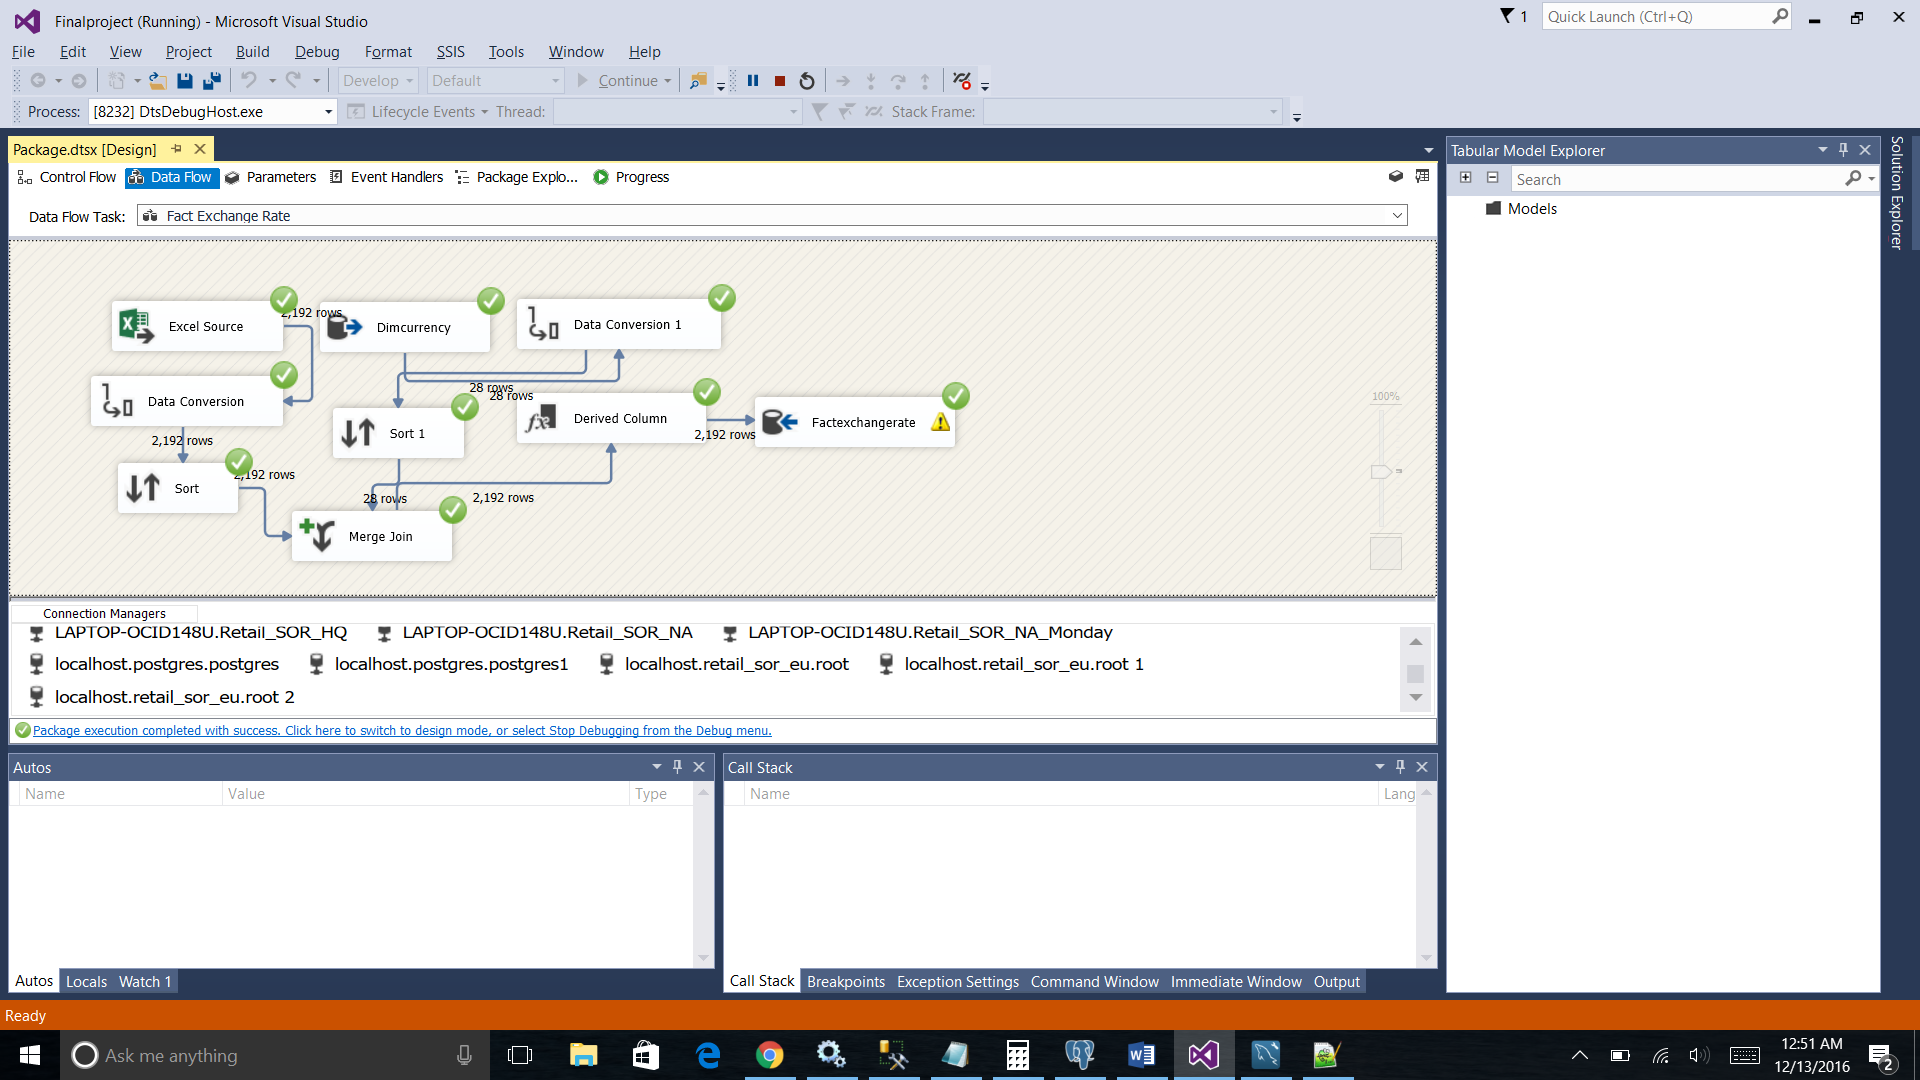 Finalproject (Running) - Microsoft Visual Studio
1
Quick Launch (Ctrl+Q)
File Edit View Project Build Debug Format SSIS Tools Window Help
Develop Default Continue
Process: [8232] DtsDebugHost.exe Lifecycle Events Thread: Stack Frame:
Package.dtsx [Design]
Control Flow Data Flow Parameters Event Handlers Package Explo... Progress
Data Flow Task: Fact Exchange Rate
Excel Source
2,192 rows
Dimcurrency
Data Conversion 1
28 rows
28 rows
Data Conversion
2,192 rows
Sort 1
Derived Column
2,192 rows
Factexchangerate
100%
Sort
2,192 rows
28 rows
2,192 rows
Merge Join
Connection Managers
LAPTOP-OCID148U.Retail_SOR_HQ LAPTOP-OCID148U.Retail_SOR_NA LAPTOP-OCID148U.Retail_SOR_NA_Monday
localhost.postgres.postgres localhost.postgres.postgres1 localhost.retail_sor_eu.root localhost.retail_sor_eu.root 1
localhost.retail_sor_eu.root 2
Package execution completed with success. Click here to switch to design mode, or select Stop Debugging from the Debug menu.
Autos
Name Value Type
Autos Locals Watch 1
Call Stack
Name Lang
Call Stack Breakpoints Exception Settings Command Window Immediate Window Output
Tabular Model Explorer
Search
Models
Solution Explorer
Ready
Ask me anything
12:51 AM
12/13/2016
2